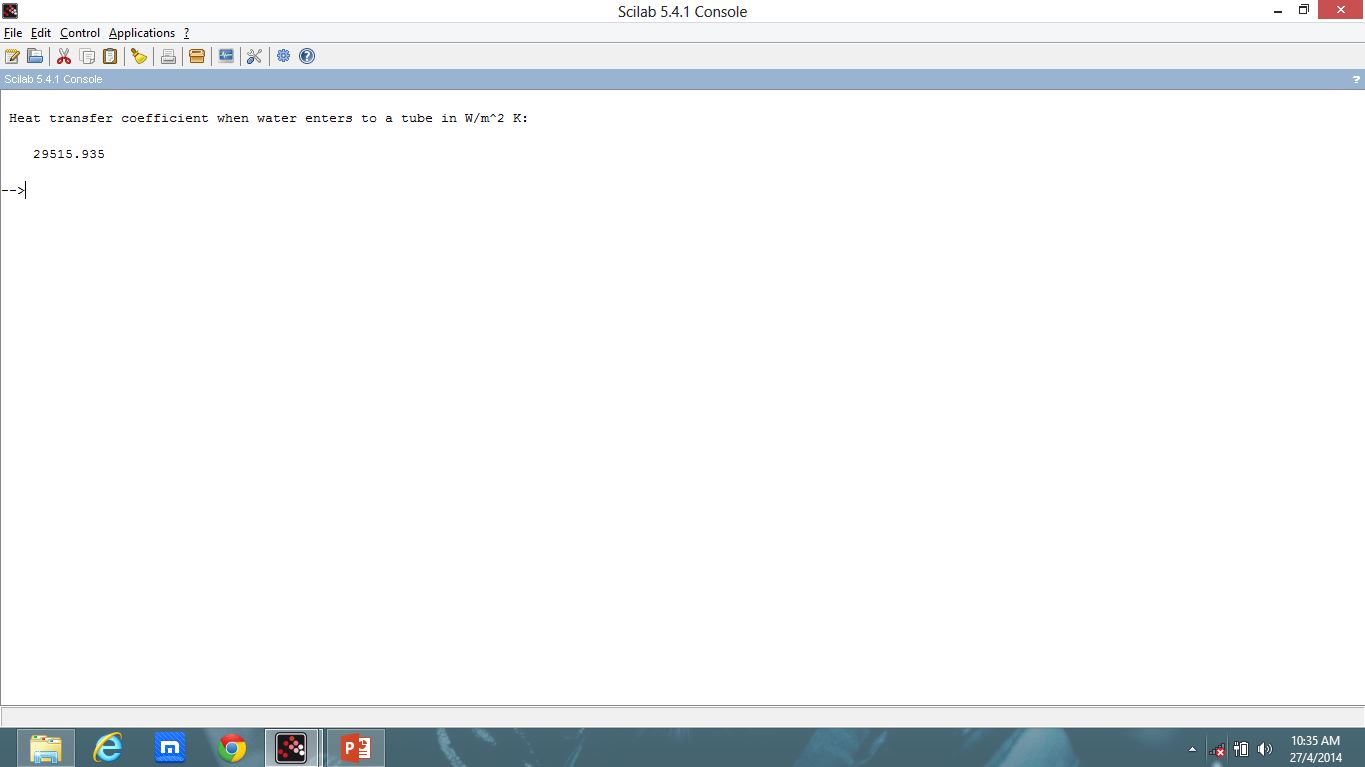 Scilab 5.4.1 Console
File Edit Control Applications ?
Scilab 5.4.1 Console ?
Heat transfer coefficient when water enters to a tube in W/m^2 K:
29515.935
-->
10:35 AM
27/4/2014